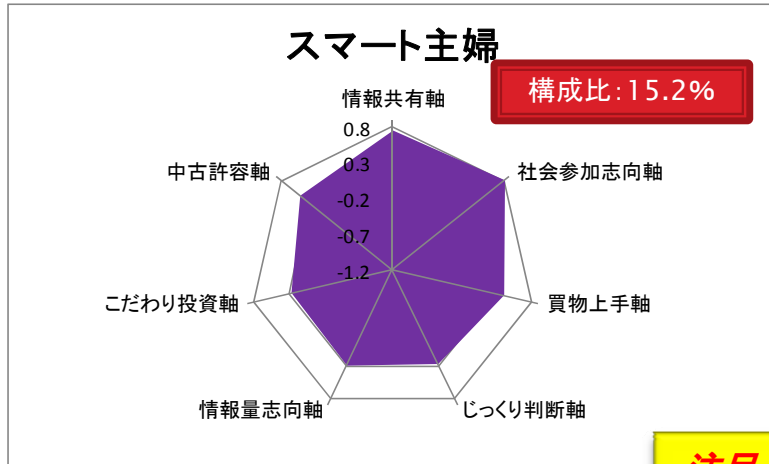 スマート主婦
構成比：15.2%
情報共有軸
0.8
0.3
-0.2
-0.7
-1.2
社会参加志向軸
買物上手軸
じっくり判断軸
情報量志向軸
こだわり投資軸
中古許容軸